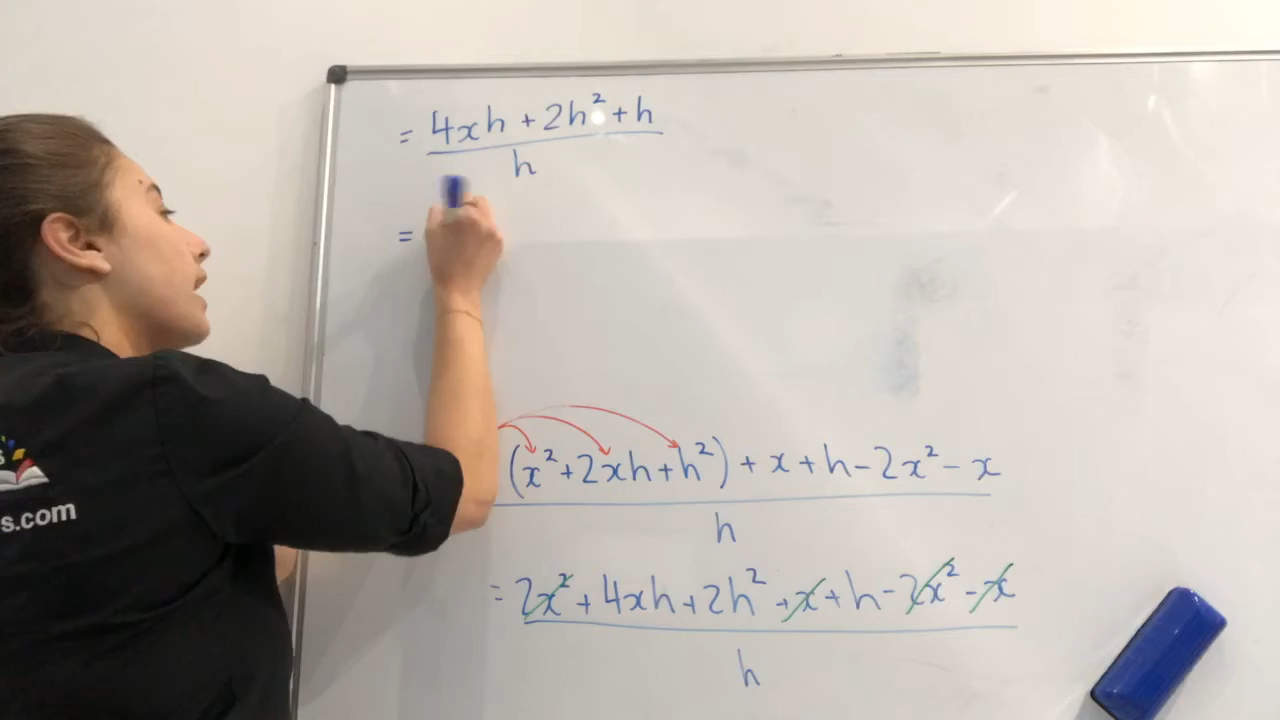 = 4xh + 2h² + h
h
=
(x² + 2xh + h²) + x + h - 2x² - x
h
= 2x² + 4xh + 2h² + x + h - 2x² - x
h
s.com